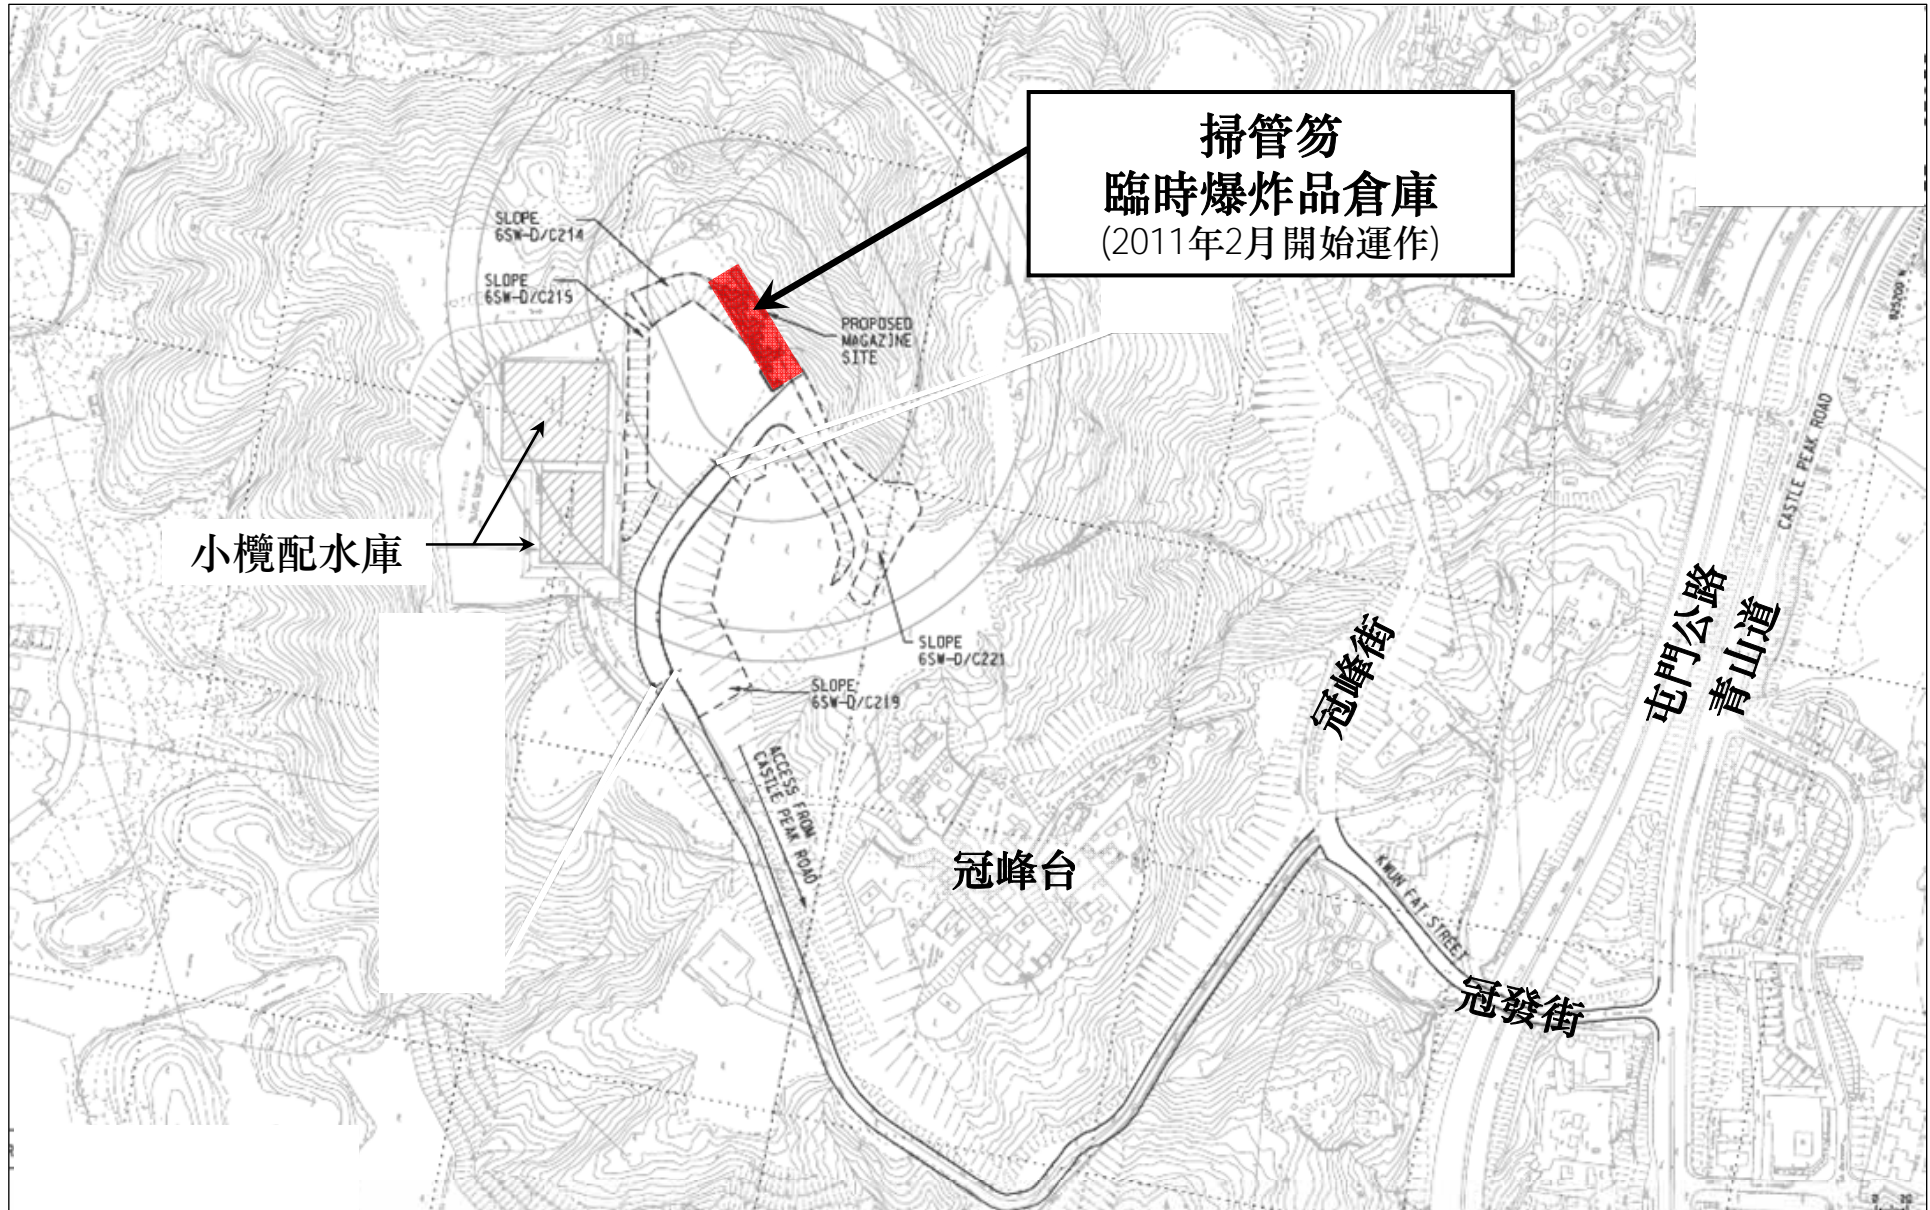 掃管笏
臨時爆炸品倉庫
(2011年2月開始運作)
SLOPE
6SW-D/C214
SLOPE
6SW-D/C215
PROPOSED
MAGAZINE
SITE
825200 N
CASTLE PEAK ROAD
小欖配水庫
屯門公路
青山道
冠峰街
SLOPE
6SW-D/C221
SLOPE
6SW-D/C219
ACCESS FROM
CASTLE PEAK ROAD
冠峰台
KWUN FAT STREET
冠發街